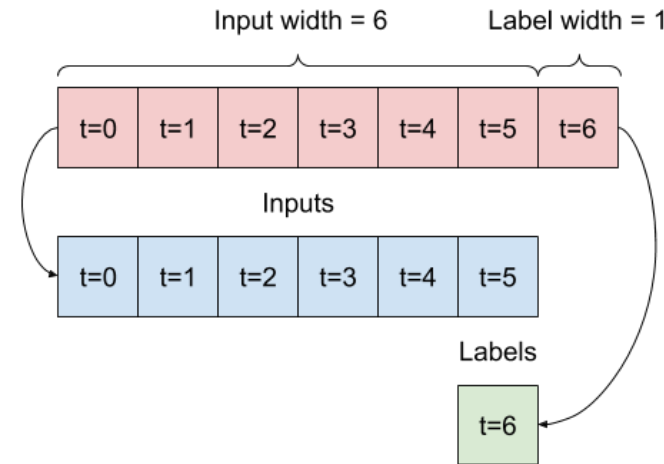 Input width = 6 Label width = 1
t=0 t=1 t=2 t=3 t=4 t=5 t=6
Inputs
t=0 t=1 t=2 t=3 t=4 t=5
Labels
t=6